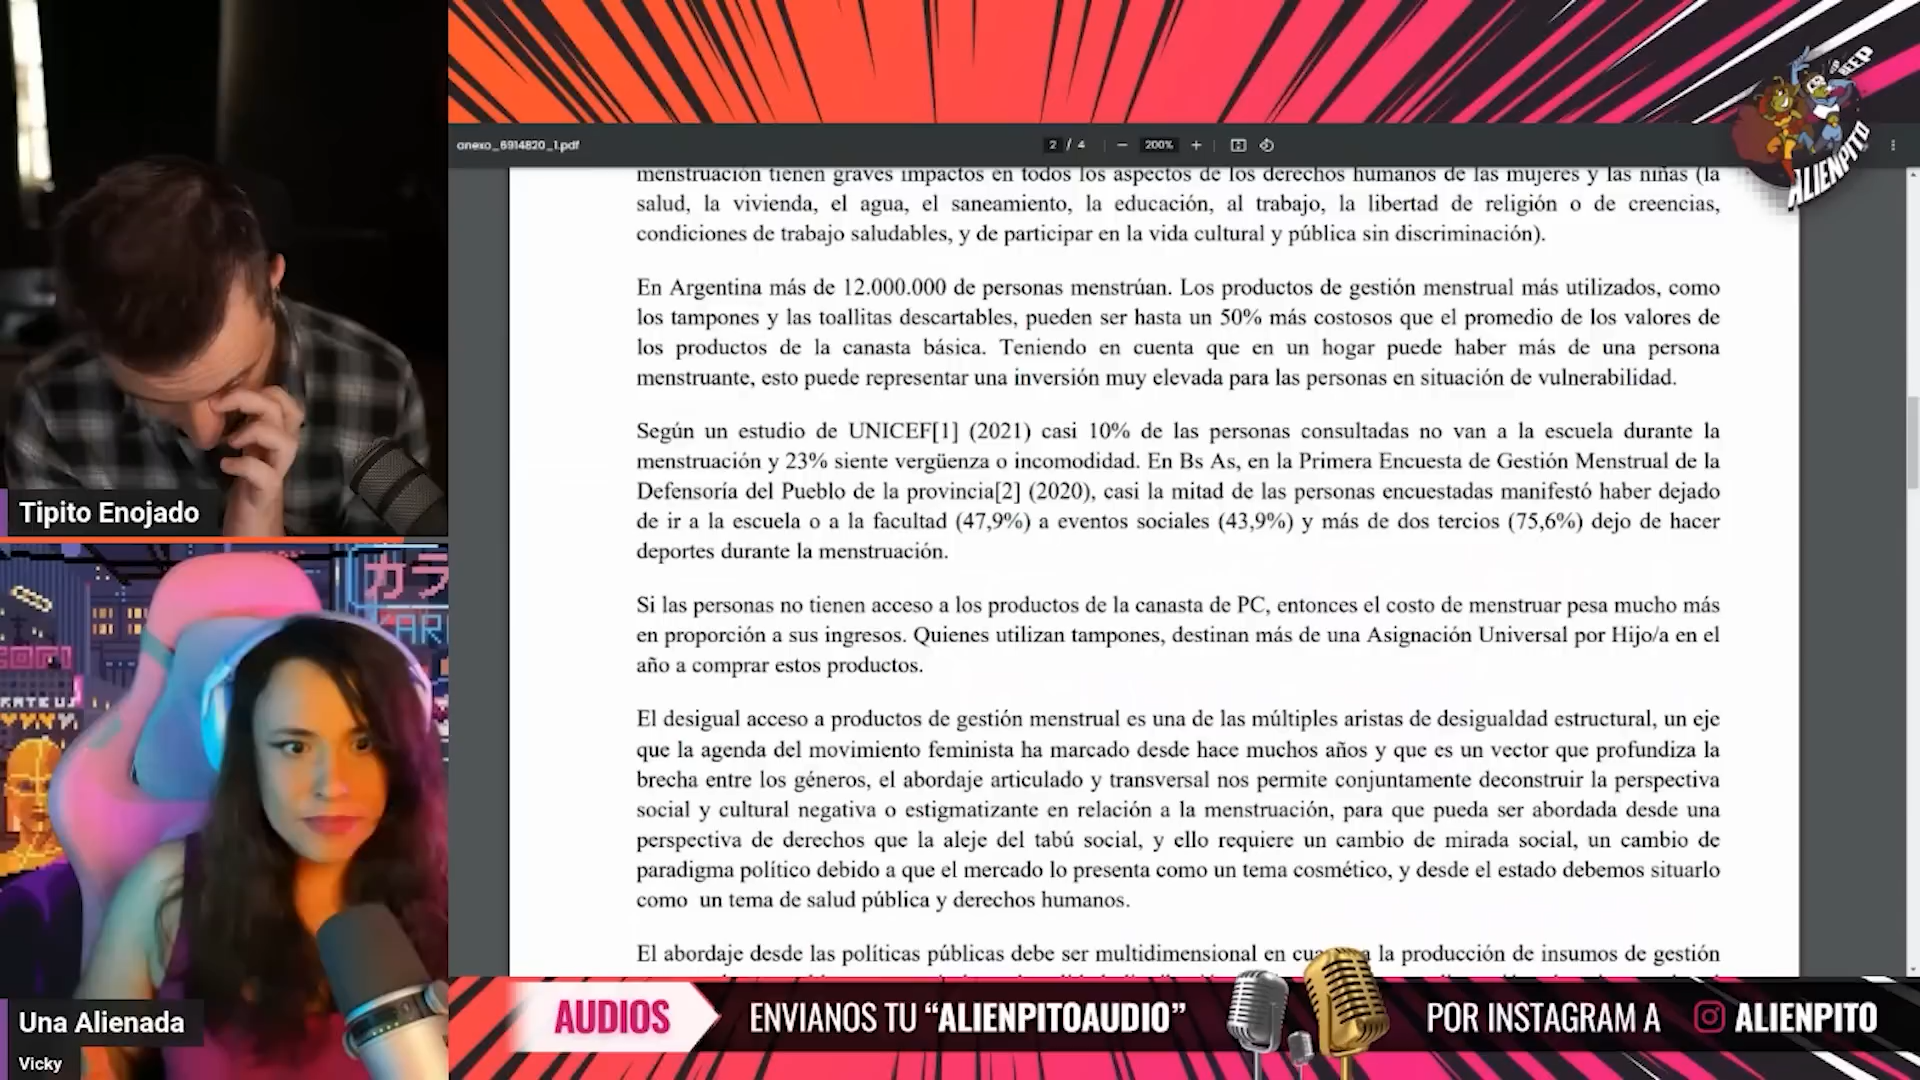 BEEP
ALIENPITO
anexo_6914820_1.pdf
2 / 4
200%
menstruación tienen graves impactos en todos los aspectos de los derechos humanos de las mujeres y las niñas (la
salud, la vivienda, el agua, el saneamiento, la educación, al trabajo, la libertad de religión o de creencias,
condiciones de trabajo saludables, y de participar en la vida cultural y pública sin discriminación).
En Argentina más de 12.000.000 de personas menstrúan. Los productos de gestión menstrual más utilizados, como
los tampones y las toallitas descartables, pueden ser hasta un 50% más costosos que el promedio de los valores de
los productos de la canasta básica. Teniendo en cuenta que en un hogar puede haber más de una persona
menstruante, esto puede representar una inversión muy elevada para las personas en situación de vulnerabilidad.
Según un estudio de UNICEF[1] (2021) casi 10% de las personas consultadas no van a la escuela durante la
menstruación y 23% siente vergüenza o incomodidad. En Bs As, en la Primera Encuesta de Gestión Menstrual de la
Defensoría del Pueblo de la provincia[2] (2020), casi la mitad de las personas encuestadas manifestó haber dejado
de ir a la escuela o a la facultad (47,9%) a eventos sociales (43,9%) y más de dos tercios (75,6%) dejo de hacer
deportes durante la menstruación.
Si las personas no tienen acceso a los productos de la canasta de PC, entonces el costo de menstruar pesa mucho más
en proporción a sus ingresos. Quienes utilizan tampones, destinan más de una Asignación Universal por Hijo/a en el
año a comprar estos productos.
El desigual acceso a productos de gestión menstrual es una de las múltiples aristas de desigualdad estructural, un eje
que la agenda del movimiento feminista ha marcado desde hace muchos años y que es un vector que profundiza la
brecha entre los géneros, el abordaje articulado y transversal nos permite conjuntamente deconstruir la perspectiva
social y cultural negativa o estigmatizante en relación a la menstruación, para que pueda ser abordada desde una
perspectiva de derechos que la aleje del tabú social, y ello requiere un cambio de mirada social, un cambio de
paradigma político debido a que el mercado lo presenta como un tema cosmético, y desde el estado debemos situarlo
como un tema de salud pública y derechos humanos.
El abordaje desde las políticas públicas debe ser multidimensional en la producción de insumos de gestión
Tipito Enojado
Una Alienada
Vicky
AUDIOS
ENVIANOS TU “ALIENPITOAUDIO”
POR INSTAGRAM A ALIENPITO